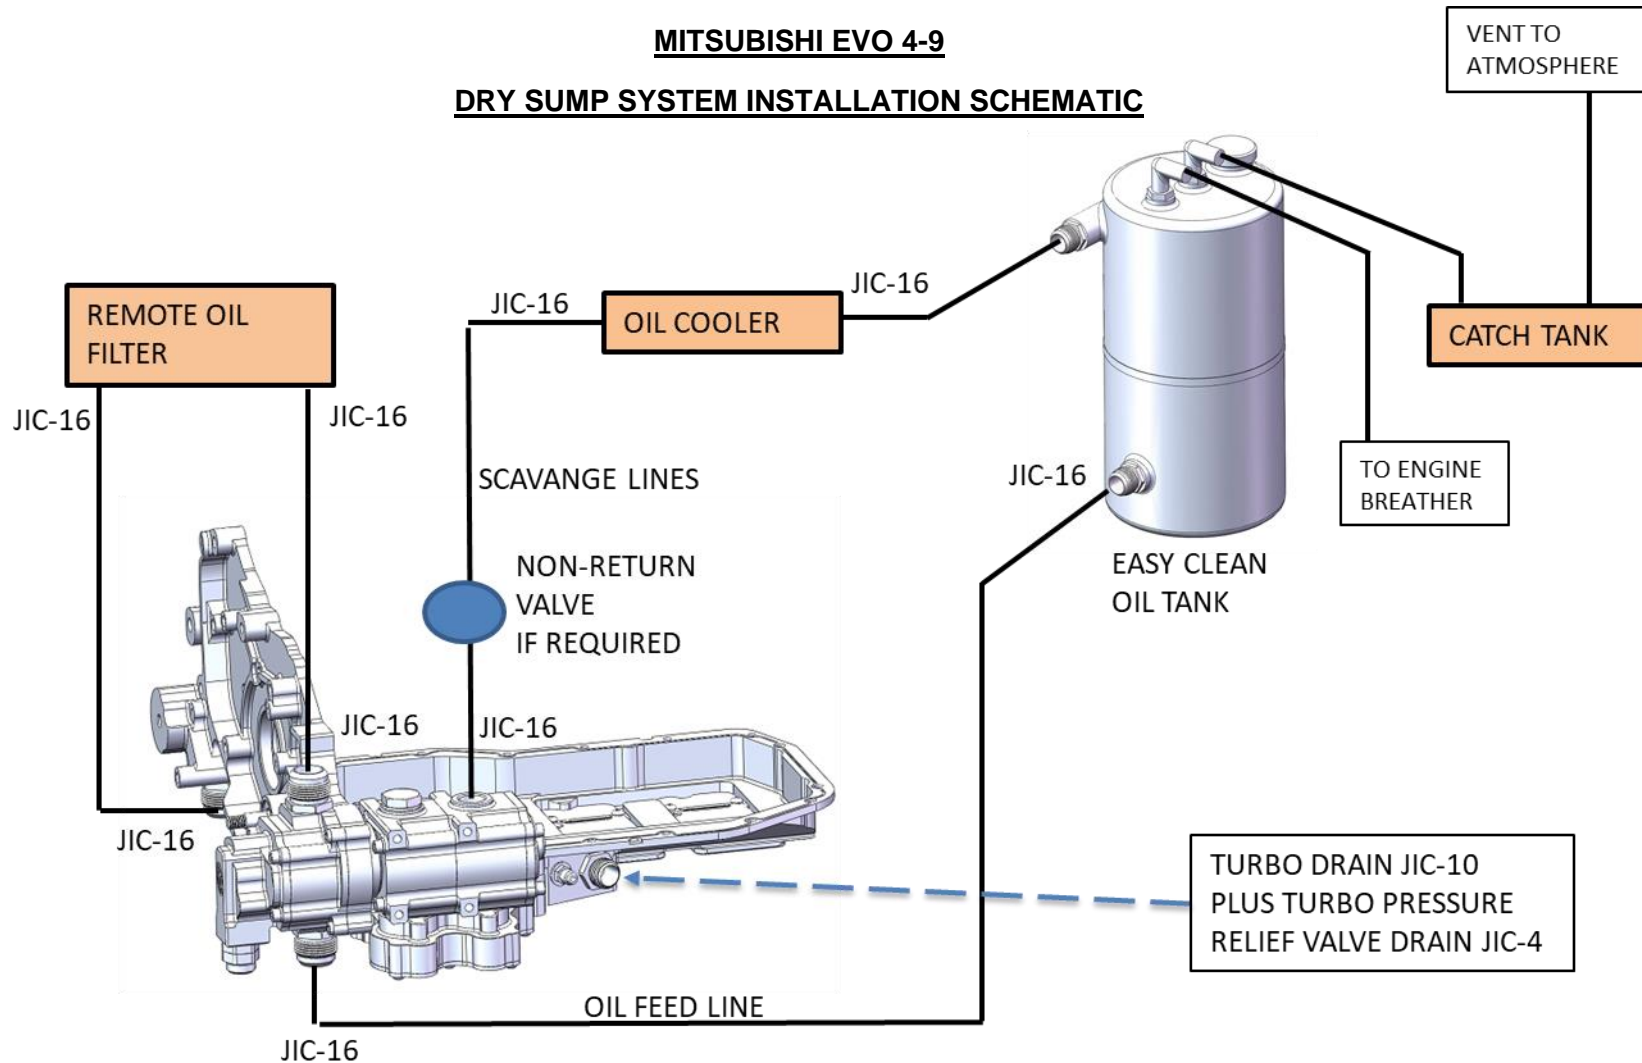 MITSUBISHI EVO 4-9
DRY SUMP SYSTEM INSTALLATION SCHEMATIC
VENT TO
ATMOSPHERE
REMOTE OIL
FILTER
JIC-16
JIC-16
JIC-16
OIL COOLER
JIC-16
CATCH TANK
SCAVANGE LINES
NON-RETURN
VALVE
IF REQUIRED
JIC-16
TO ENGINE
BREATHER
EASY CLEAN
OIL TANK
JIC-16
JIC-16
JIC-16
TURBO DRAIN JIC-10
PLUS TURBO PRESSURE
RELIEF VALVE DRAIN JIC-4
OIL FEED LINE
JIC-16